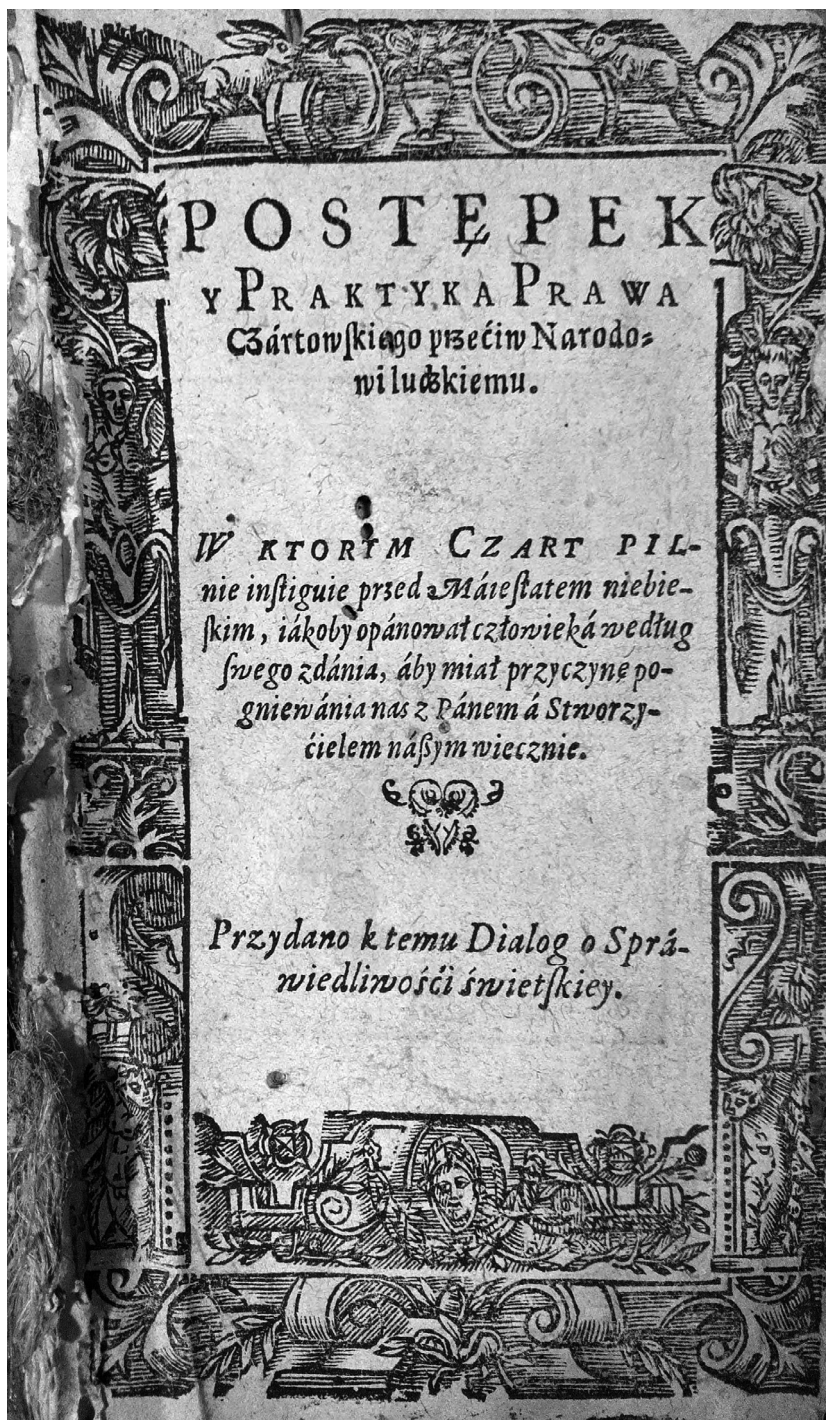 POSTĘPEK
Y PRAKTYKA PRAWA
Czártowſkiego przećiw Narodo⸗
wi ludzkiemu.
W KTORYM CZART PIL-
nie inſtiguie przed Máieſtatem niebie-
ſkim, iákoby opánował człowieká według
ſwego zdánia, áby miał przyczynę po-
gniewánia nas z Pánem á Stworzy-
ćielem náßym wiecznie.
Przydano k temu Dialog o Sprá-
wiedliwośći świetſkiey.